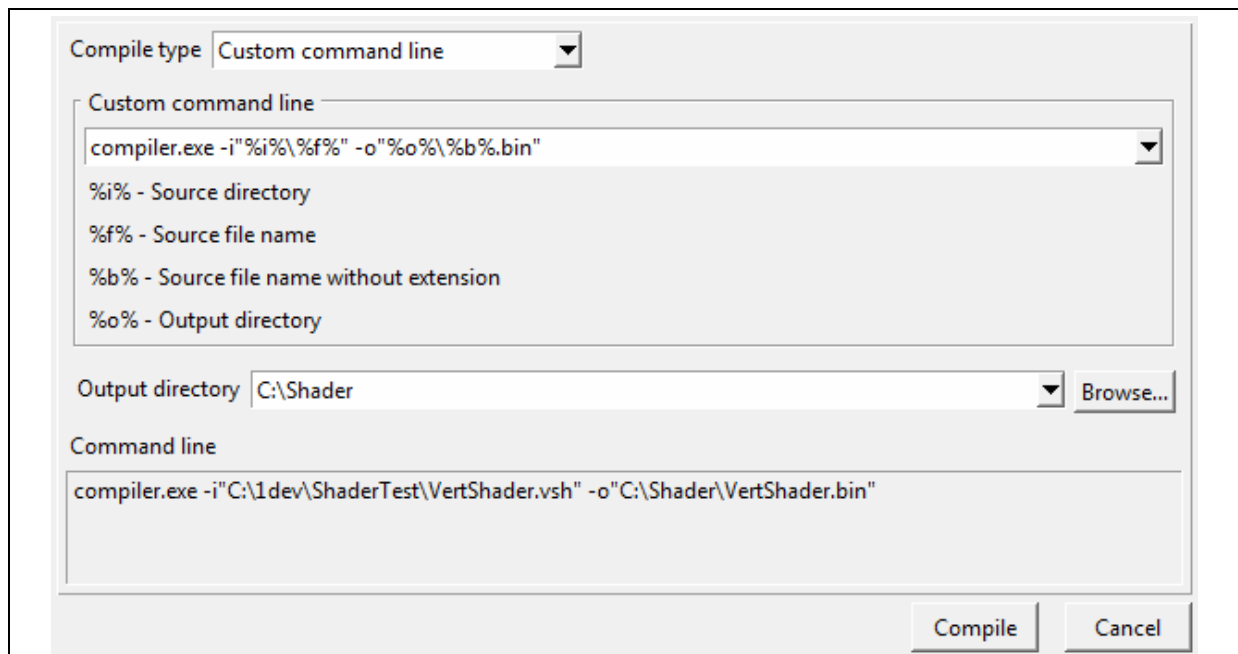 Compile type Custom command line
Custom command line
compiler.exe -i"%i%\%f%" -o"%o%\%b%.bin"
%i% - Source directory
%f% - Source file name
%b% - Source file name without extension
%o% - Output directory
Output directory C:\Shader Browse...
Command line
compiler.exe -i"C:\1dev\ShaderTest\VertShader.vsh" -o"C:\Shader\VertShader.bin"
Compile Cancel